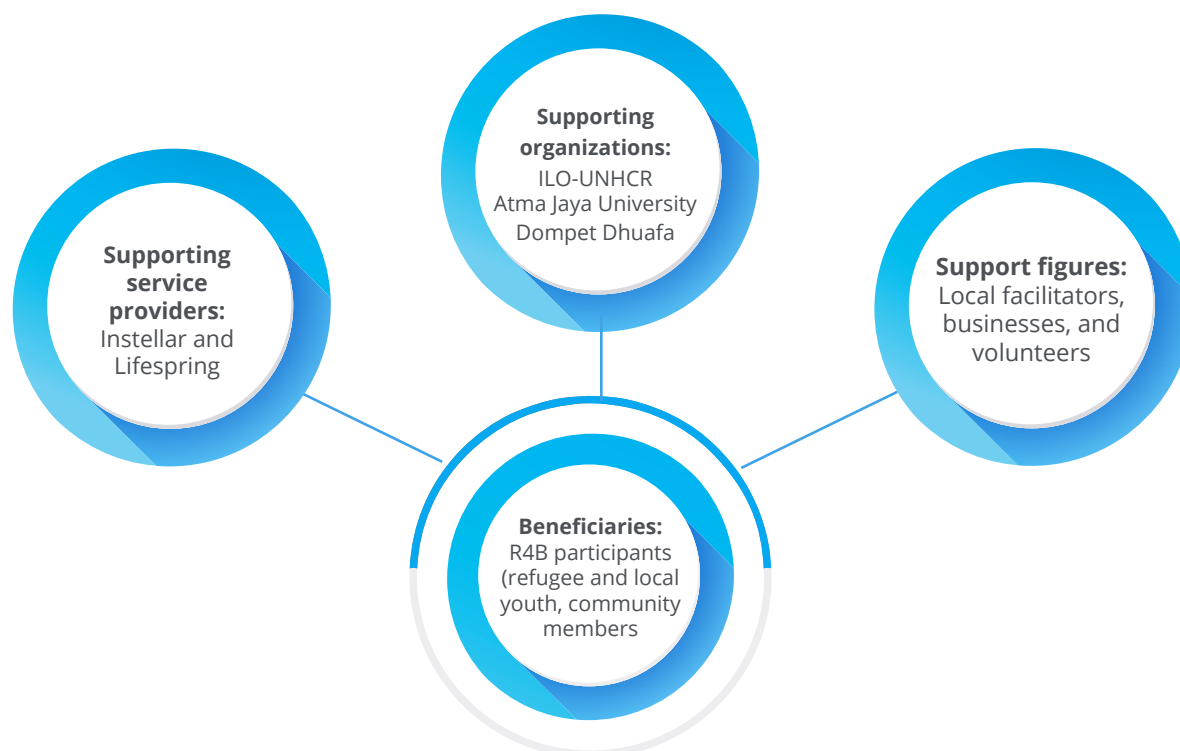 Supporting
organizations:
ILO-UNHCR
Atma Jaya University
Dompet Dhuafa
Supporting
service
providers:
Instellar and
Lifespring
Support figures:
Local facilitators,
businesses, and
volunteers
Beneficiaries:
R4B participants
(refugee and local
youth, community
members